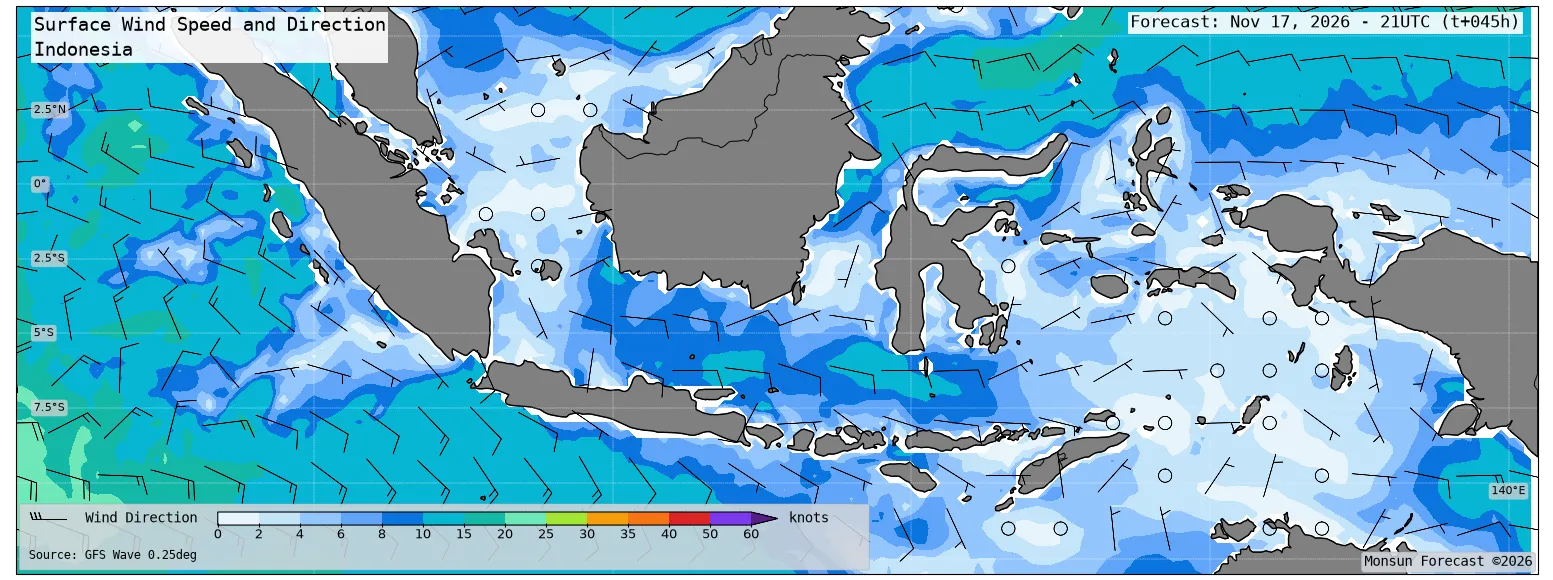 Surface Wind Speed and Direction
Indonesia
Forecast: Nov 17, 2026 - 21UTC (t+045h)
2.5°N
0°
2.5°S
5°S
7.5°S
140°E
Wind Direction
knots
0 2 4 6 8 10 15 20 25 30 35 40 50 60
Source: GFS Wave 0.25deg
Monsun Forecast ©2026